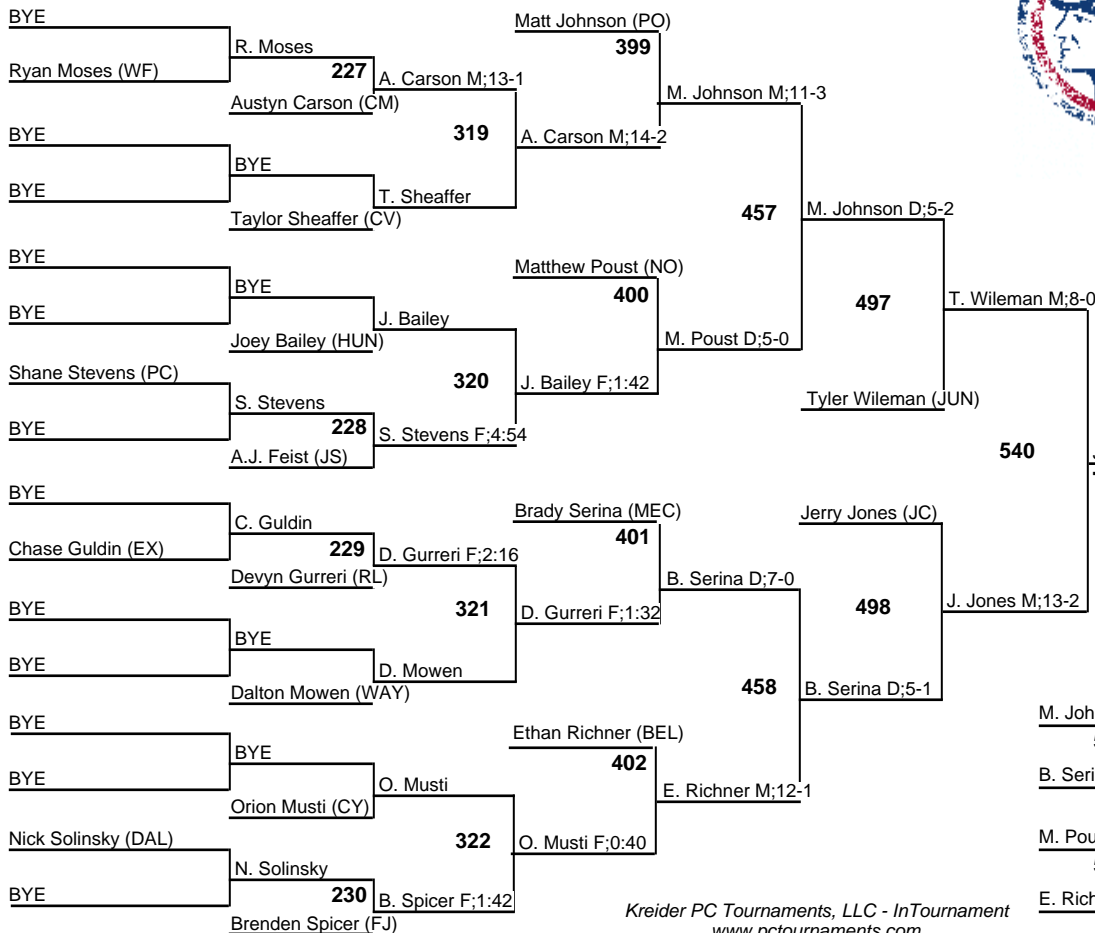 BYE
Matt Johnson (PO)
R. Moses
399
Ryan Moses (WF)
227
A. Carson M;13-1
M. Johnson M;11-3
Austyn Carson (CM)
BYE
319
A. Carson M;14-2
BYE
BYE
T. Sheaffer
457
M. Johnson D;5-2
Taylor Sheaffer (CV)
BYE
Matthew Poust (NO)
BYE
400
497
T. Wileman M;8-0
BYE
J. Bailey
M. Poust D;5-0
Joey Bailey (HUN)
Shane Stevens (PC)
320
J. Bailey F;1:42
S. Stevens
Tyler Wileman (JUN)
BYE
228
S. Stevens F;4:54
540
A.J. Feist (JS)
BYE
Brady Serina (MEC)
Jerry Jones (JC)
C. Guldin
401
Chase Guldin (EX)
229
D. Gurreri F;2:16
Devyn Gurreri (RL)
B. Serina D;7-0
BYE
321
D. Gurreri F;1:32
498
J. Jones M;13-2
BYE
BYE
D. Mowen
458
B. Serina D;5-1
Dalton Mowen (WAY)
M. Joh
BYE
Ethan Richner (BEL)
BYE
402
BYE
O. Musti
E. Richner M;12-1
B. Seri
Orion Musti (CY)
Nick Solinsky (DAL)
322
O. Musti F;0:40
M. Pou
N. Solinsky
BYE
230
B. Spicer F;1:42
E. Rich
Brenden Spicer (FJ)
Kreider PC Tournaments, LLC - InTournament
www.pctournaments.com